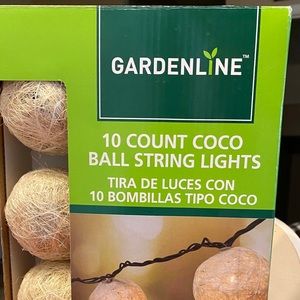 GARDENLINE™
10 COUNT COCO
BALL STRING LIGHTS
TIRA DE LUCES CON
10 BOMBILLAS TIPO COCO